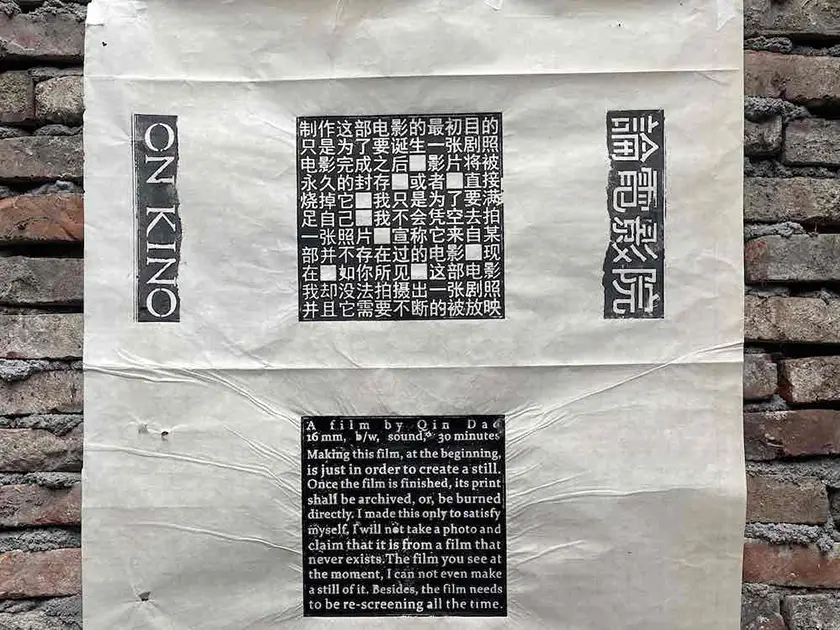 ON KINO
制作这部电影的最初目的
只是为了要诞生一张剧照
电影完成之后■影片将被
永久的封存■或者■直接
烧掉它■我只是为了要满
足自己■我不会凭空去拍
一张照片■宣称它来自某
部并不存在过的电影■现
在■如你所见■这部电影
我却没法拍摄出一张剧照
并且它需要不断的被放映
論電影院
A film by Qin
16 mm, b/w, sound, 30 minutes
Making this film, at the beginning,
is just in order to create a still.
Once the film is finished, its print
shall be archived, or, be burned
directly. I made this only to satisfy
myself. I will not take a photo and
claim that it is from a film that
never exists. The film you see at
the moment, I can not even make
a still of it. Besides, the film needs
to be re-screening all the time.